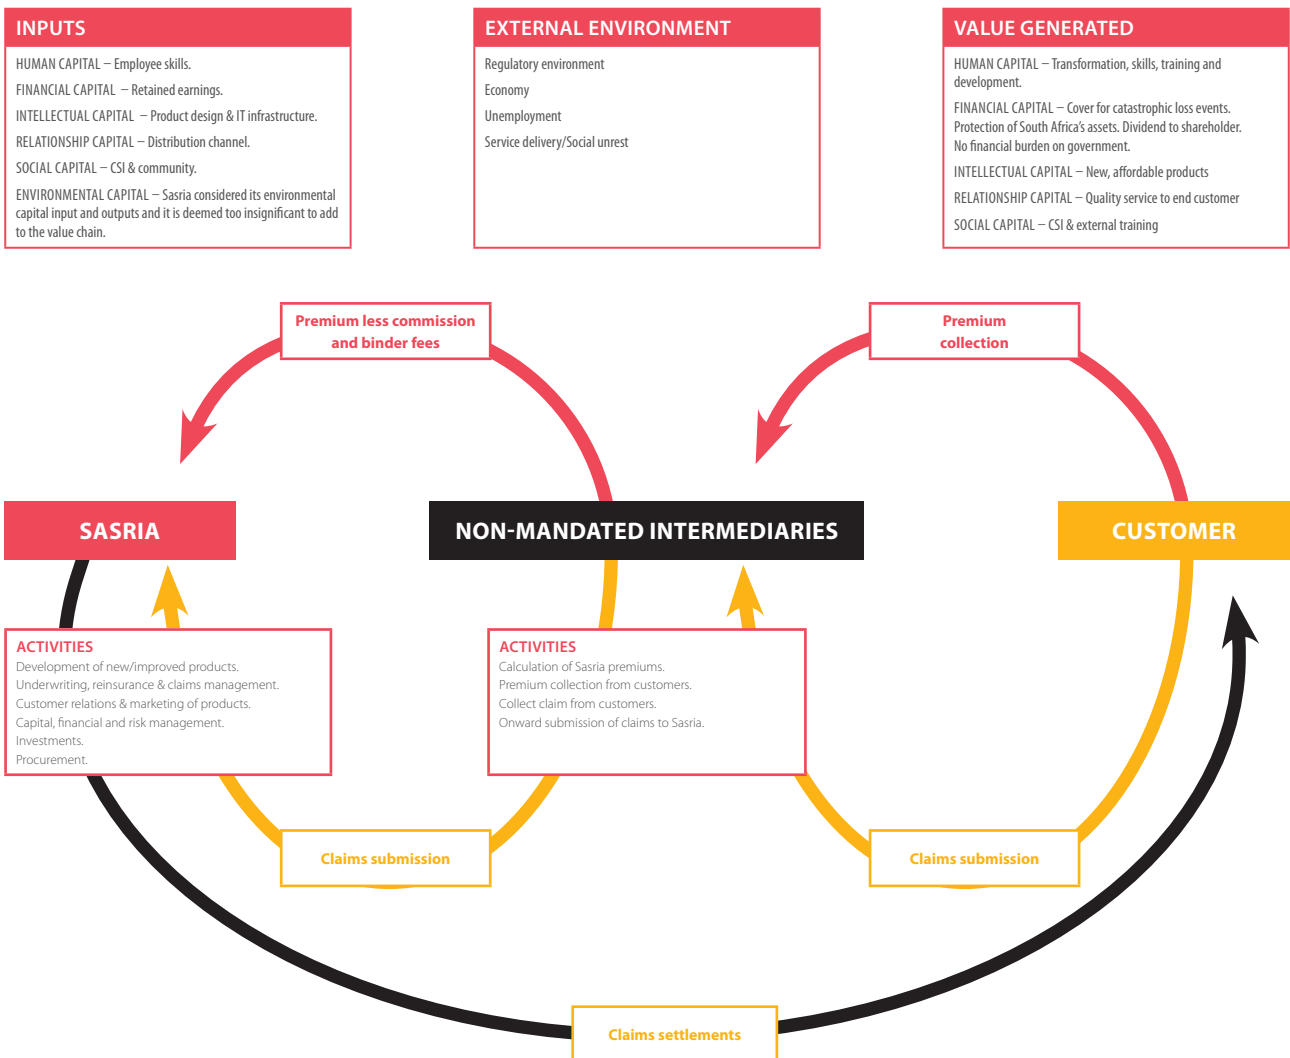 INPUTS
HUMAN CAPITAL – Employee skills.
FINANCIAL CAPITAL – Retained earnings.
INTELLECTUAL CAPITAL – Product design & IT infrastructure.
RELATIONSHIP CAPITAL – Distribution channel.
SOCIAL CAPITAL – CSI & community.
ENVIRONMENTAL CAPITAL – Sasria considered its environmental
capital input and outputs and it is deemed too insignificant to add
to the value chain.
EXTERNAL ENVIRONMENT
Regulatory environment
Economy
Unemployment
Service delivery/Social unrest
VALUE GENERATED
HUMAN CAPITAL – Transformation, skills, training and
development.
FINANCIAL CAPITAL – Cover for catastrophic loss events.
Protection of South Africa's assets. Dividend to shareholder.
No financial burden on government.
INTELLECTUAL CAPITAL – New, affordable products
RELATIONSHIP CAPITAL – Quality service to end customer
SOCIAL CAPITAL – CSI & external training
Premium less commission
and binder fees
Premium
collection
SASRIA
NON-MANDATED INTERMEDIARIES
CUSTOMER
ACTIVITIES
Development of new/improved products.
Underwriting, reinsurance & claims management.
Customer relations & marketing of products.
Capital, financial and risk management.
Investments.
Procurement.
ACTIVITIES
Calculation of Sasria premiums.
Premium collection from customers.
Collect claim from customers.
Onward submission of claims to Sasria.
Claims submission
Claims submission
Claims settlements